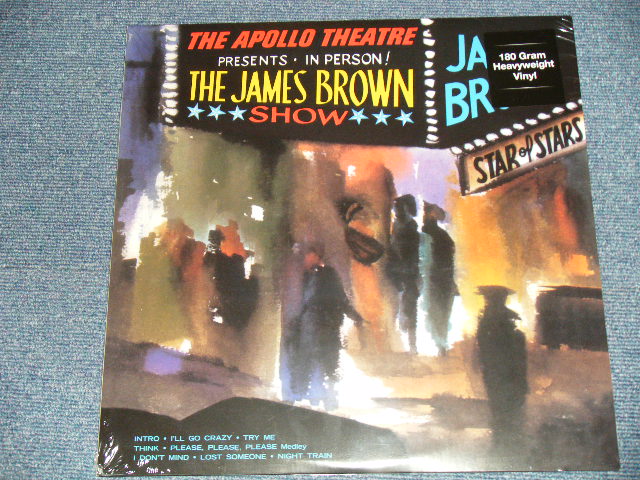 THE APOLLO THEATRE
PRESENTS · IN PERSON!
THE JAMES BROWN
★★★SHOW★★★
JA
BR
180 Gram
Heavyweight
Vinyl
STAR of STARS
INTRO • I'LL GO CRAZY • TRY ME
THINK • PLEASE, PLEASE, PLEASE Medley
I DON'T MIND • LOST SOMEONE • NIGHT TRAIN